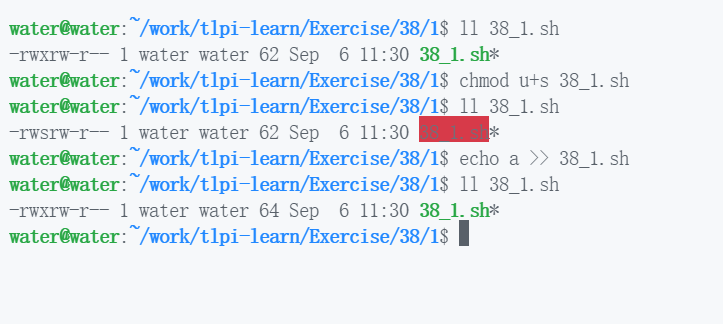 water@water:~/work/tlpi-learn/Exercise/38/1$ ll 38_1.sh
-rwxrw-r-- 1 water water 62 Sep  6 11:30 38_1.sh*
water@water:~/work/tlpi-learn/Exercise/38/1$ chmod u+s 38_1.sh
water@water:~/work/tlpi-learn/Exercise/38/1$ ll 38_1.sh
-rwsrw-r-- 1 water water 62 Sep  6 11:30 38_1.sh*
water@water:~/work/tlpi-learn/Exercise/38/1$ echo a >> 38_1.sh
water@water:~/work/tlpi-learn/Exercise/38/1$ ll 38_1.sh
-rwxrw-r-- 1 water water 64 Sep  6 11:30 38_1.sh*
water@water:~/work/tlpi-learn/Exercise/38/1$